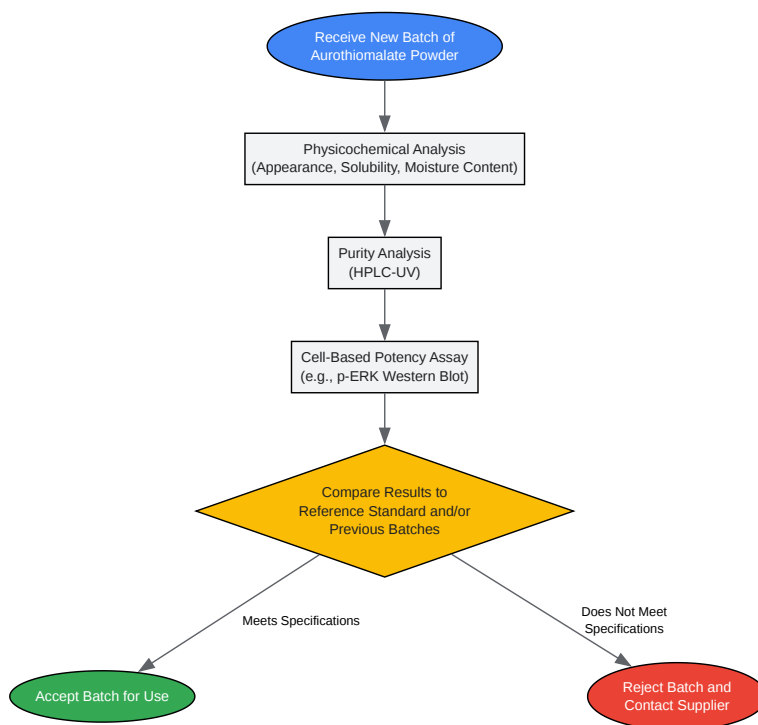 Receive New Batch of
Aurothiomalate Powder
Physicochemical Analysis
(Appearance, Solubility, Moisture Content)
Purity Analysis
(HPLC-UV)
Cell-Based Potency Assay
(e.g., p-ERK Western Blot)
Compare Results to
Reference Standard and/or
Previous Batches
Meets Specifications
Does Not Meet
Specifications
Accept Batch for Use
Reject Batch and
Contact Supplier